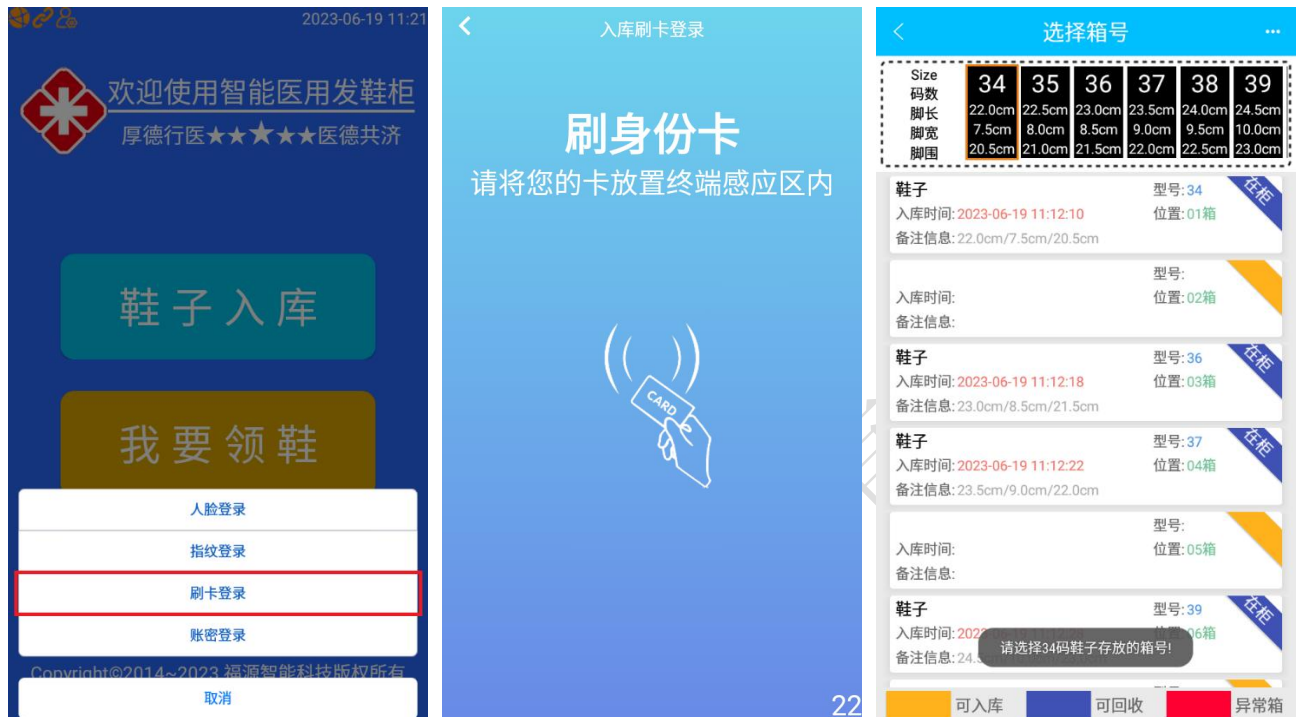 2023-06-19 11:21
欢迎使用智能医用发鞋柜
厚德行医★★★★★医德共济
鞋子入库
我要领鞋
人脸登录
指纹登录
刷卡登录
账密登录
Copyright©2014~2023 福源智能科技版权所有
取消
入库刷卡登录
刷身份卡
请将您的卡放置终端感应区内
CARD
22
选择箱号
Size 34 35 36 37 38 39
码数
脚长 22.0cm 22.5cm 23.0cm 23.5cm 24.0cm 24.5cm
脚宽 7.5cm 8.0cm 8.5cm 9.0cm 9.5cm 10.0cm
脚围 20.5cm 21.0cm 21.5cm 22.0cm 22.5cm 23.0cm
鞋子 型号:34 在柜
入库时间:2023-06-19 11:12:10 位置:01箱
备注信息:22.0cm/7.5cm/20.5cm
型号:
入库时间: 位置:02箱
备注信息:
鞋子 型号:36 在柜
入库时间:2023-06-19 11:12:18 位置:03箱
备注信息:23.0cm/8.5cm/21.5cm
鞋子 型号:37 在柜
入库时间:2023-06-19 11:12:22 位置:04箱
备注信息:23.5cm/9.0cm/22.0cm
型号:
入库时间: 位置:05箱
备注信息:
鞋子 型号:39 在柜
入库时间:2023 06箱
备注信息:24.
请选择34码鞋子存放的箱号!
可入库 可回收 异常箱